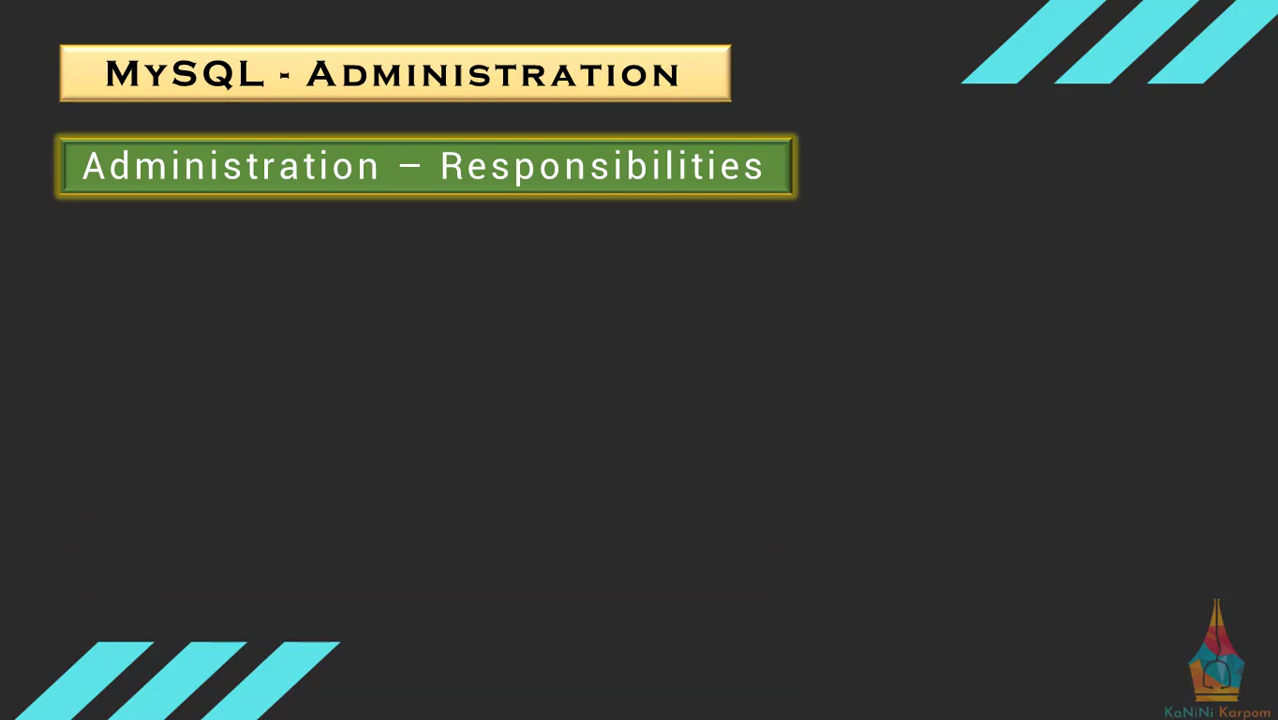 MySQL - Administration
Administration – Responsibilities
KaNiNi Karpom